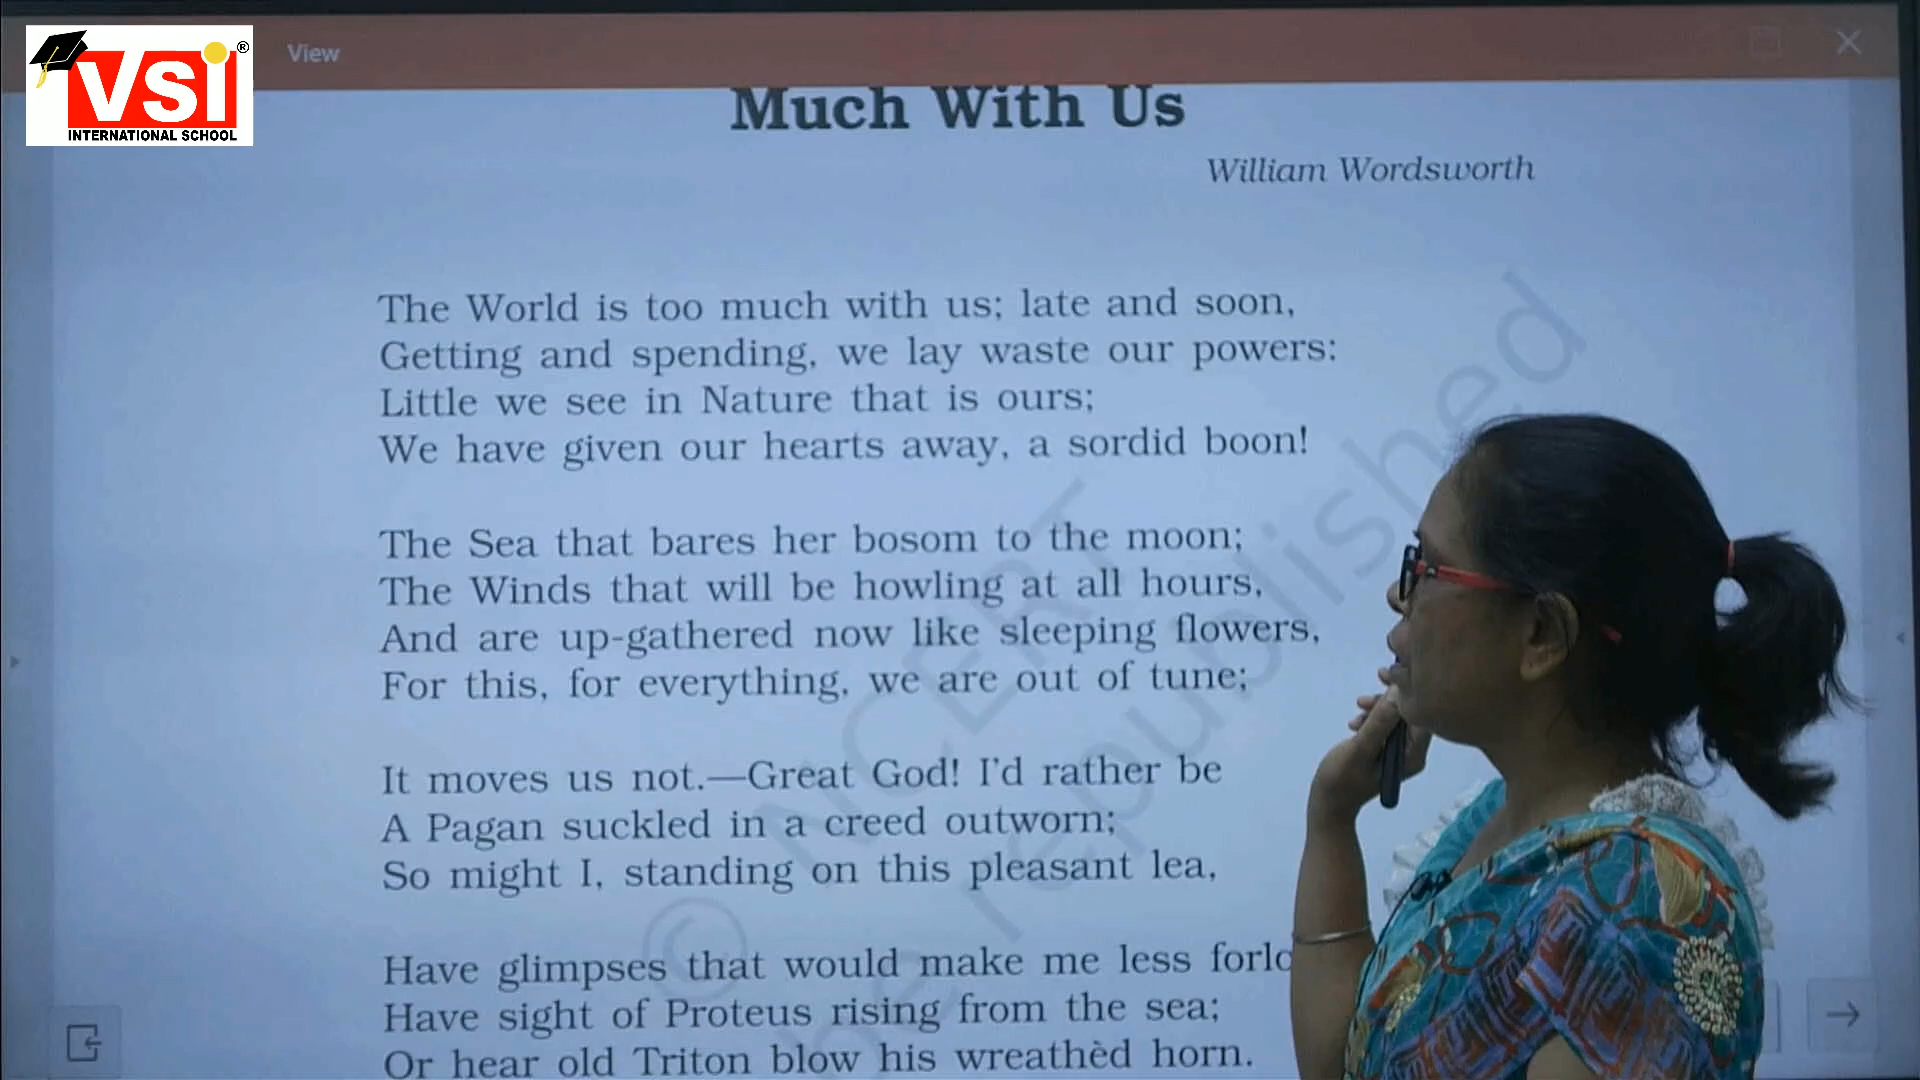 VSI ®
INTERNATIONAL SCHOOL
View
Much With Us
William Wordsworth
The World is too much with us; late and soon,
Getting and spending, we lay waste our powers:
Little we see in Nature that is ours;
We have given our hearts away, a sordid boon!
The Sea that bares her bosom to the moon;
The Winds that will be howling at all hours,
And are up-gathered now like sleeping flowers,
For this, for everything, we are out of tune;
It moves us not.—Great God! I'd rather be
A Pagan suckled in a creed outworn;
So might I, standing on this pleasant lea,
Have glimpses that would make me less forlo
Have sight of Proteus rising from the sea;
Or hear old Triton blow his wreathèd horn.
© NCERT
be republished